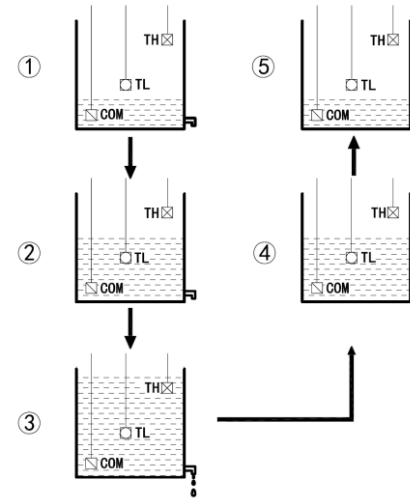 ① TH TL COM
② TH TL COM
③ TH TL COM
④ TH TL COM
⑤ TH TL COM